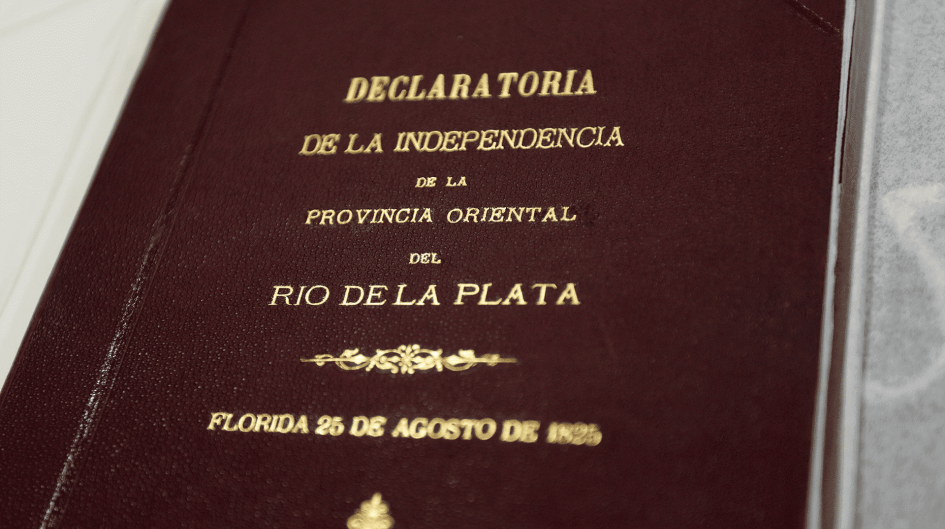 DECLARATORIA
DE LA INDEPENDENCIA
DE LA
PROVINCIA ORIENTAL
DEL
RIO DE LA PLATA
FLORIDA 25 DE AGOSTO DE 1825